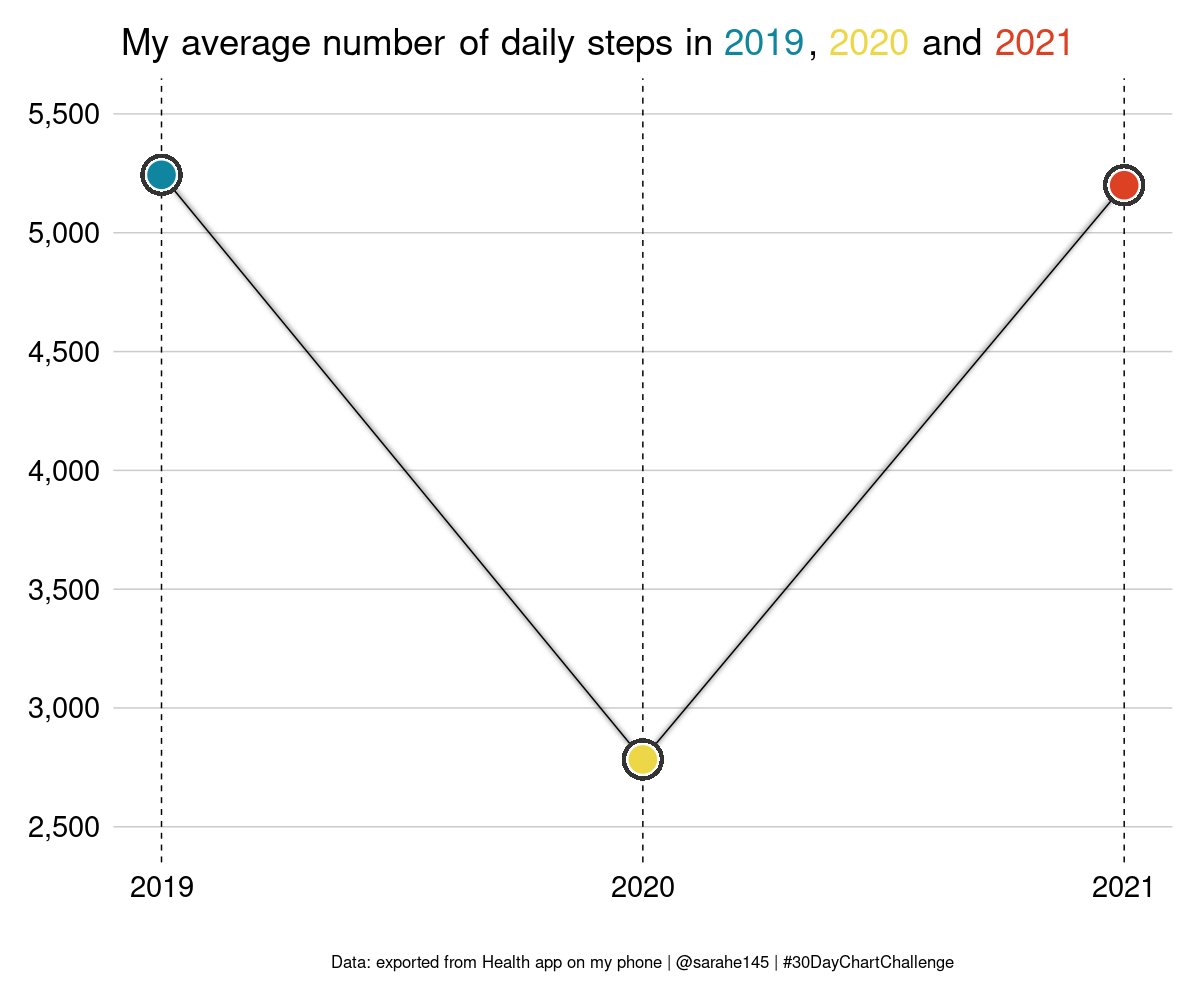 My average number of daily steps in 2019, 2020 and 2021
5,500
5,000
4,500
4,000
3,500
3,000
2,500
2019 2020 2021
Data: exported from Health app on my phone | @sarahe145 | #30DayChartChallenge